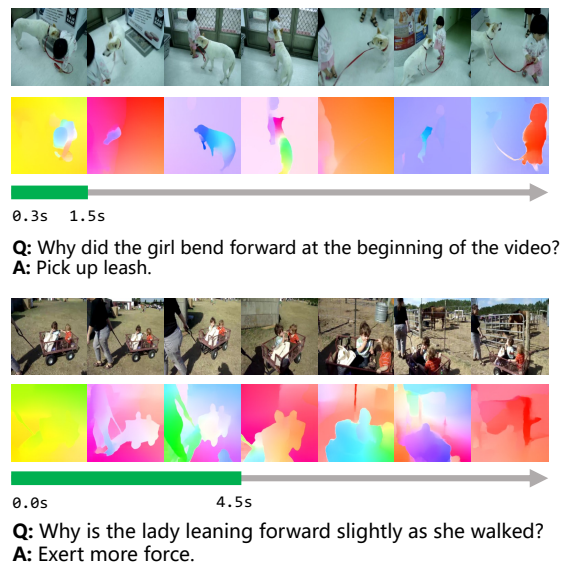 0.3s 1.5s
Q: Why did the girl bend forward at the beginning of the video?
A: Pick up leash.
0.0s 4.5s
Q: Why is the lady leaning forward slightly as she walked?
A: Exert more force.